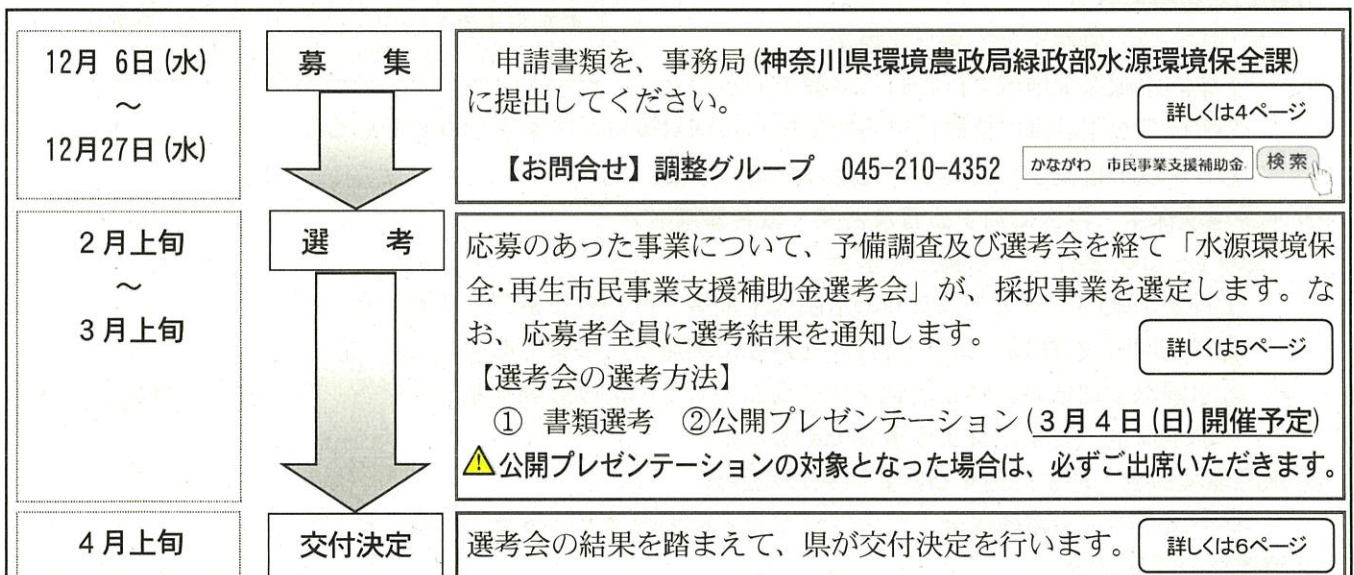 12月 6日(水)
～
12月27日(水)
募 集
申請書類を、事務局(神奈川県環境農政局緑政部水源環境保全課)
に提出してください。
詳しくは4ページ
【お問合せ】調整グループ 045-210-4352 かながわ 市民事業支援補助金 検索
2月上旬
～
3月上旬
選 考
応募のあった事業について、予備調査及び選考会を経て「水源環境保
全・再生市民事業支援補助金選考会」が、採択事業を選定します。な
お、応募者全員に選考結果を通知します。
詳しくは5ページ
【選考会の選考方法】
① 書類選考 ②公開プレゼンテーション(3月4日(日)開催予定)
公開プレゼンテーションの対象となった場合は、必ずご出席いただきます。
4月上旬
交付決定
選考会の結果を踏まえて、県が交付決定を行います。
詳しくは6ページ